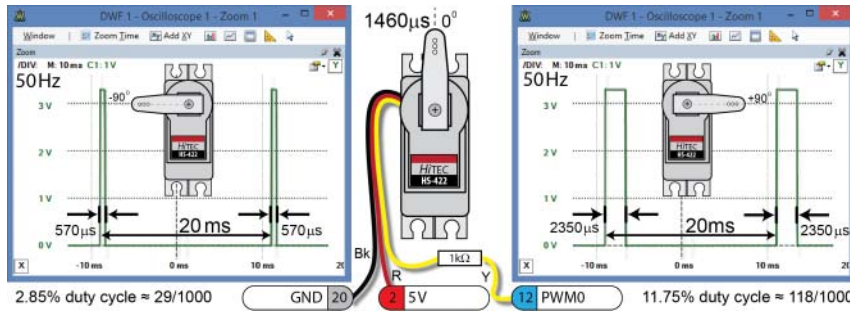 DWF 1 - Oscilloscope 1 - Zoom 1
Window Zoom Time Add XY
Zoom
/DIV: M: 10 ms C1: 1 V Y
50Hz
3 V
-90°
2 V
HiTEC
HS-422
1 V
570µs 20 ms 570µs
0 V
X -10 ms 0 ms 10 ms 20
2.85% duty cycle ≈ 29/1000
1460µs 0°
HiTEC
HS-422
Bk R 1kΩ Y
GND 20 2 5V 12 PWM0
DWF 1 - Oscilloscope 1 - Zoom 1
Window Zoom Time Add XY
Zoom
/DIV: M: 10 ms C1: 1 V Y
50Hz
3 V
+90°
2 V
HiTEC
HS-422
1 V
2350µs 20ms 2350µs
0 V
X -10 ms 0 ms 10 ms 20
11.75% duty cycle ≈ 118/1000